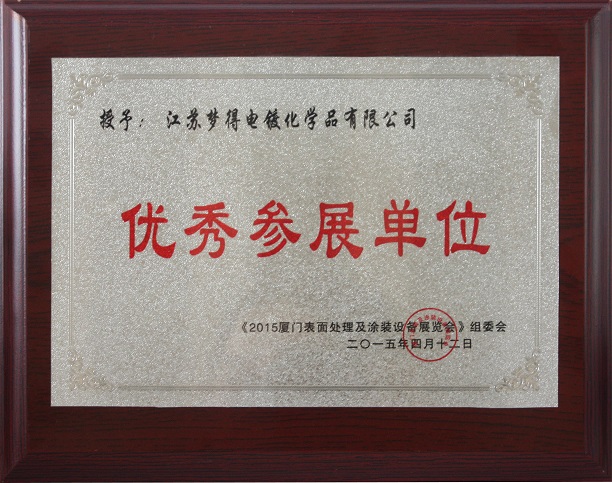 授予：江苏梦得电镀化学品有限公司
优秀参展单位
《2015厦门表面处理及涂装设备展览会》组委会
二〇一五年四月十二日